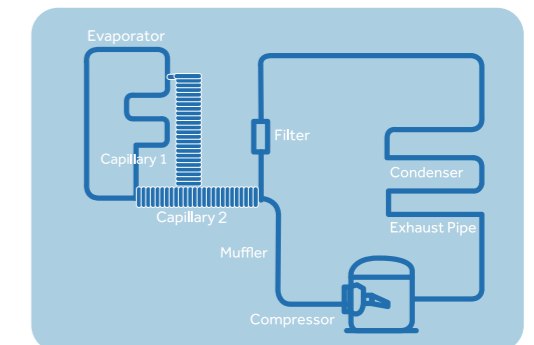 Evaporator
Filter
Capillary 1
Condenser
Capillary 2
Exhaust Pipe
Muffler
Compressor